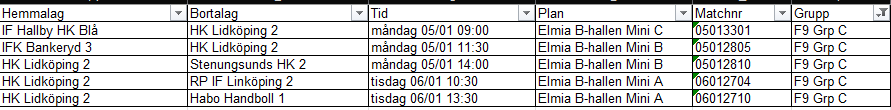 Hemmalag Bortalag Tid Plan Matchnr Grupp
IF Hallby HK Blå HK Lidköping 2 måndag 05/01 09:00 Elmia B-hallen Mini C 05013301 F9 Grp C
IFK Bankeryd 3 HK Lidköping 2 måndag 05/01 11:30 Elmia B-hallen Mini B 05012805 F9 Grp C
HK Lidköping 2 Stenungsunds HK 2 måndag 05/01 14:00 Elmia B-hallen Mini B 05012810 F9 Grp C
HK Lidköping 2 RP IF Linköping 2 tisdag 06/01 10:30 Elmia B-hallen Mini A 06012704 F9 Grp C
HK Lidköping 2 Habo Handboll 1 tisdag 06/01 13:30 Elmia B-hallen Mini A 06012710 F9 Grp C